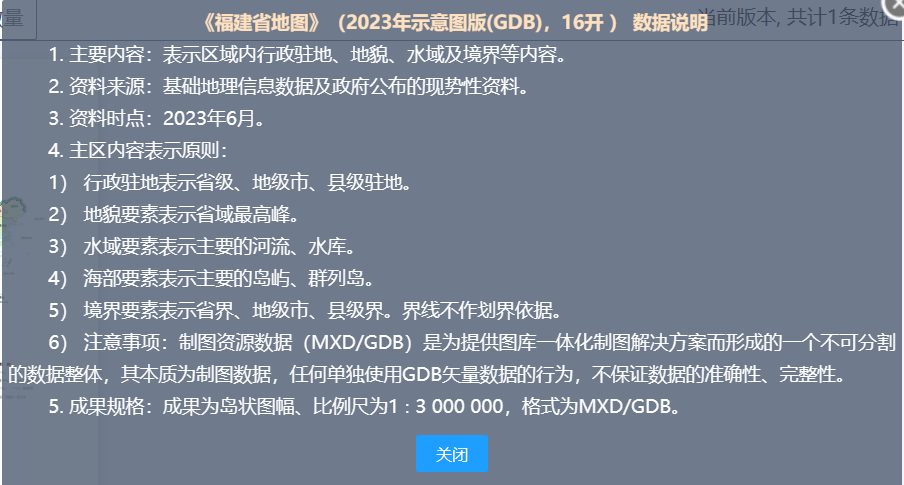 数量
当前版本, 共计1条数据
《福建省地图》（2023年示意图版(GDB)，16开 ） 数据说明
1. 主要内容：表示区域内行政驻地、地貌、水域及境界等内容。
2. 资料来源：基础地理信息数据及政府公布的现势性资料。
3. 资料时点：2023年6月。
4. 主区内容表示原则：
1） 行政驻地表示省级、地级市、县级驻地。
2） 地貌要素表示省域最高峰。
3） 水域要素表示主要的河流、水库。
4） 海部要素表示主要的岛屿、群列岛。
5） 境界要素表示省界、地级市、县级界。界线不作划界依据。
6） 注意事项：制图资源数据（MXD/GDB）是为提供图库一体化制图解决方案而形成的一个不可分割
的数据整体，其本质为制图数据，任何单独使用GDB矢量数据的行为，不保证数据的准确性、完整性。
5. 成果规格：成果为岛状图幅、比例尺为1 : 3 000 000，格式为MXD/GDB。
关闭